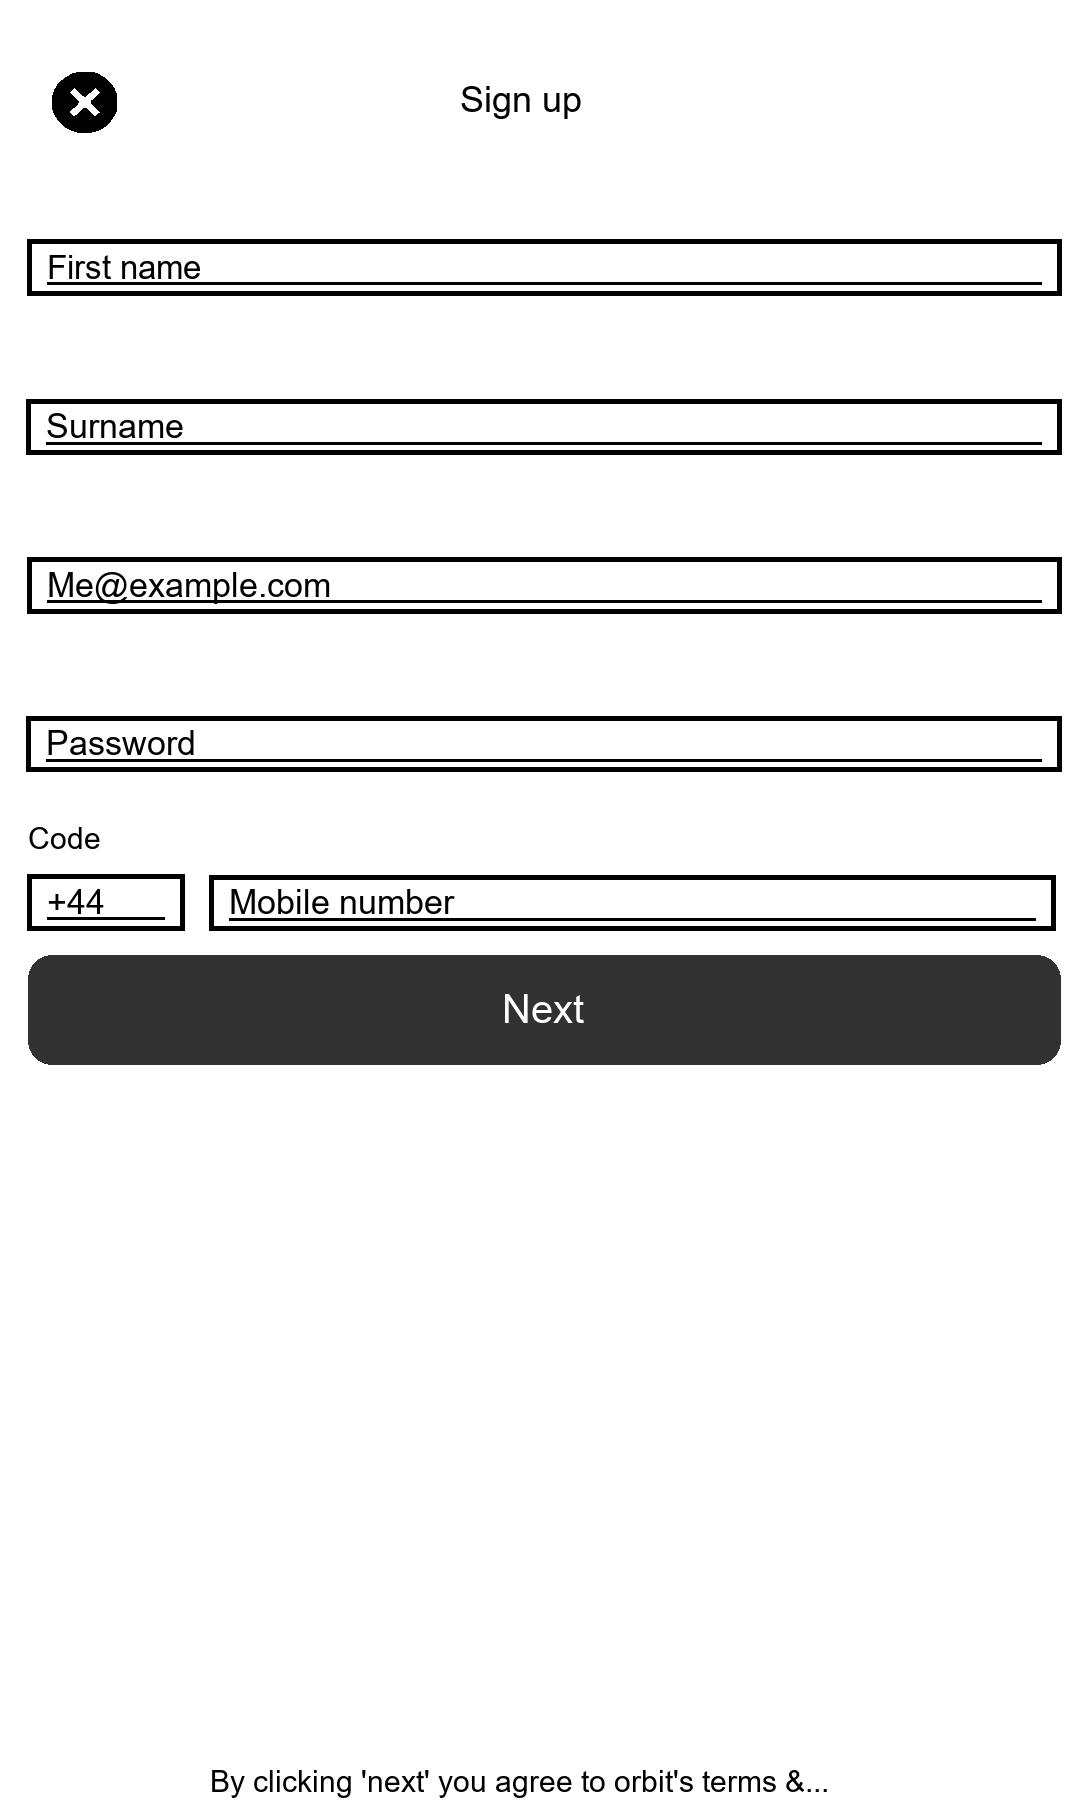 Sign up
First name
Surname
Me@example.com
Password
Code
+44 Mobile number
Next
By clicking 'next' you agree to orbit's terms &...